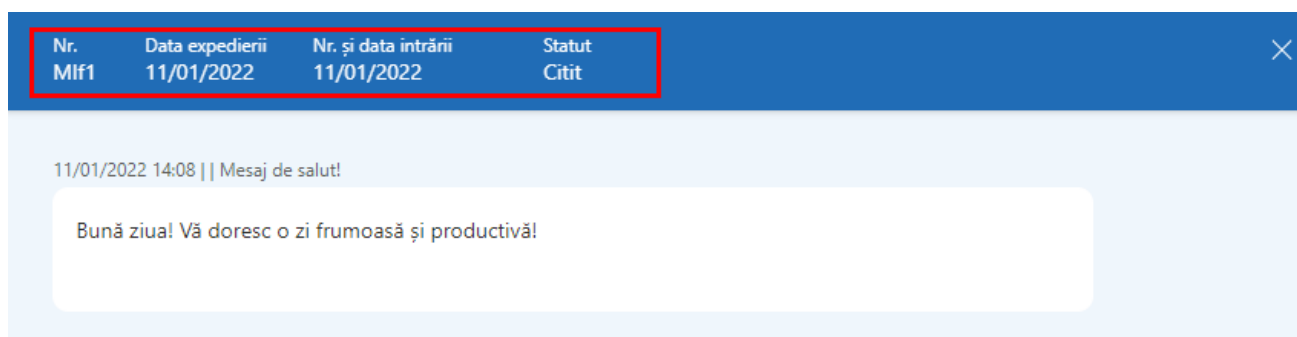 Nr. Data expedierii Nr. și data intrării Statut
MIf1 11/01/2022 11/01/2022 Citit
11/01/2022 14:08 | | Mesaj de salut!
Bună ziua! Vă doresc o zi frumoasă și productivă!